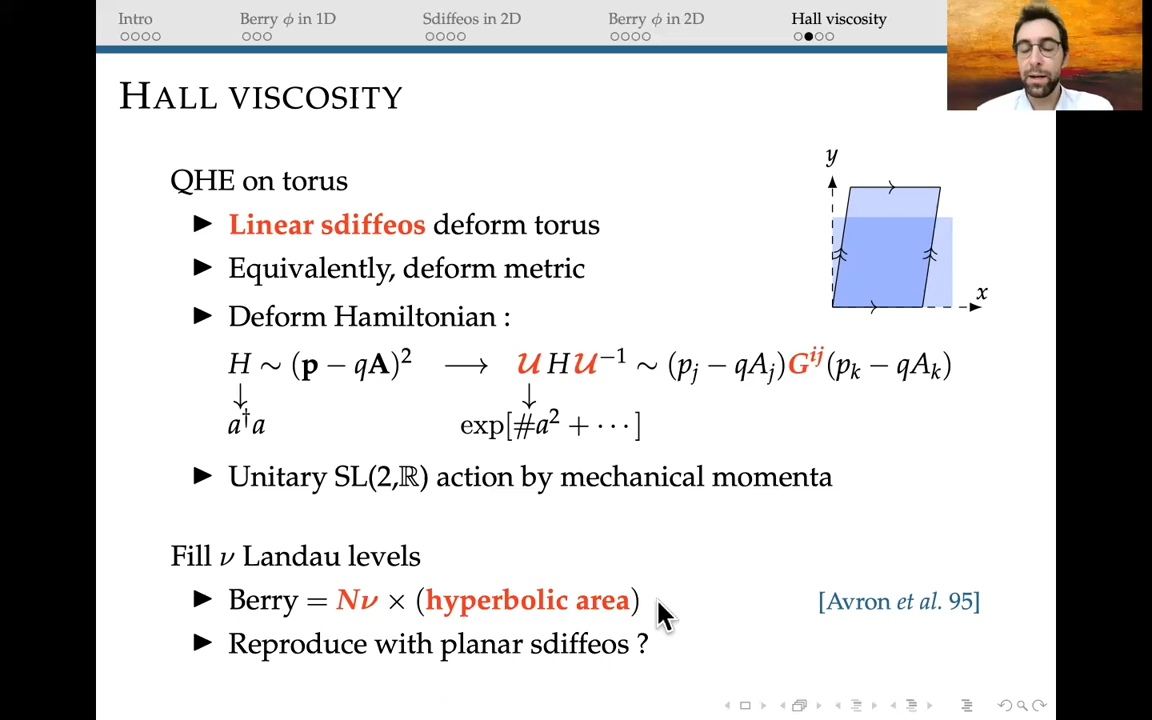 Intro Berry ϕ in 1D Sdiffeos in 2D Berry ϕ in 2D Hall viscosity
HALL VISCOSITY
QHE on torus
► Linear sdiffeos deform torus
► Equivalently, deform metric
► Deform Hamiltonian :
H ∼ (p − qA)² ⟶ 𝒰H𝒰⁻¹ ∼ (pⱼ − qAⱼ)Gⁱʲ(pₖ − qAₖ)
↓ ↓
a†a exp[#a² + ⋯]
► Unitary SL(2,ℝ) action by mechanical momenta
Fill ν Landau levels
► Berry = Nν × (hyperbolic area) [Avron et al. 95]
► Reproduce with planar sdiffeos ?
y
x